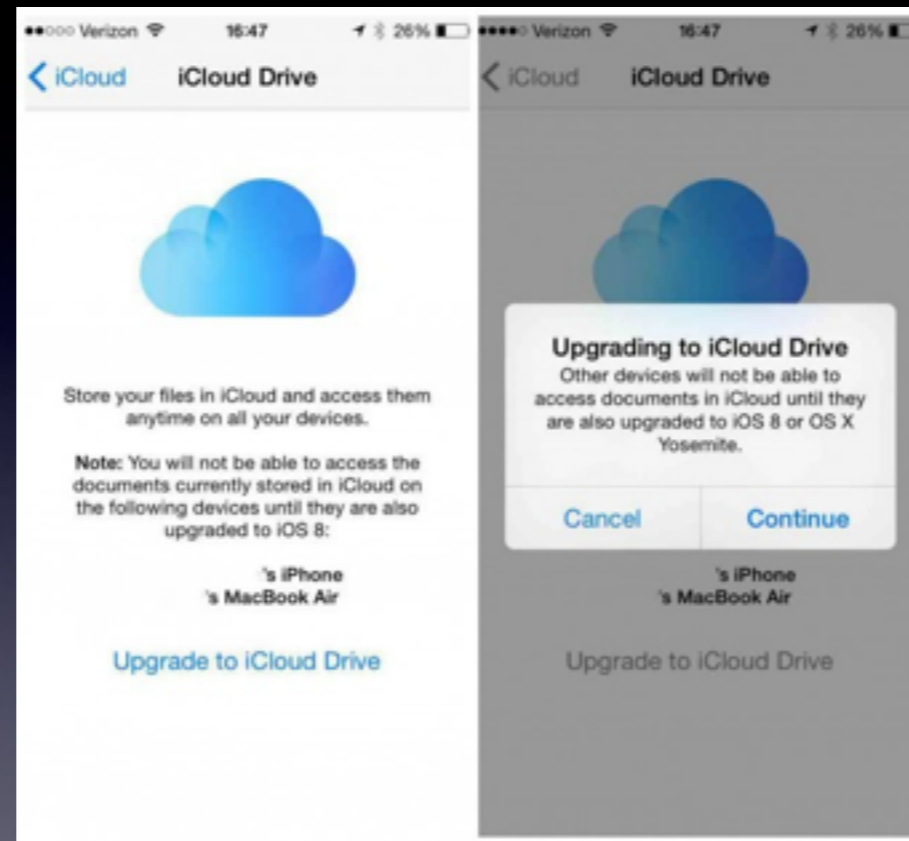 Verizon 16:47 26%
iCloud iCloud Drive
Store your files in iCloud and access them
anytime on all your devices.
Note: You will not be able to access the
documents currently stored in iCloud on
the following devices until they are also
upgraded to iOS 8:
's iPhone
's MacBook Air
Upgrade to iCloud Drive
Verizon 16:47 26%
iCloud iCloud Drive
Upgrading to iCloud Drive
Other devices will not be able to
access documents in iCloud until they
are also upgraded to iOS 8 or OS X
Yosemite.
Cancel Continue
's iPhone
's MacBook Air
Upgrade to iCloud Drive